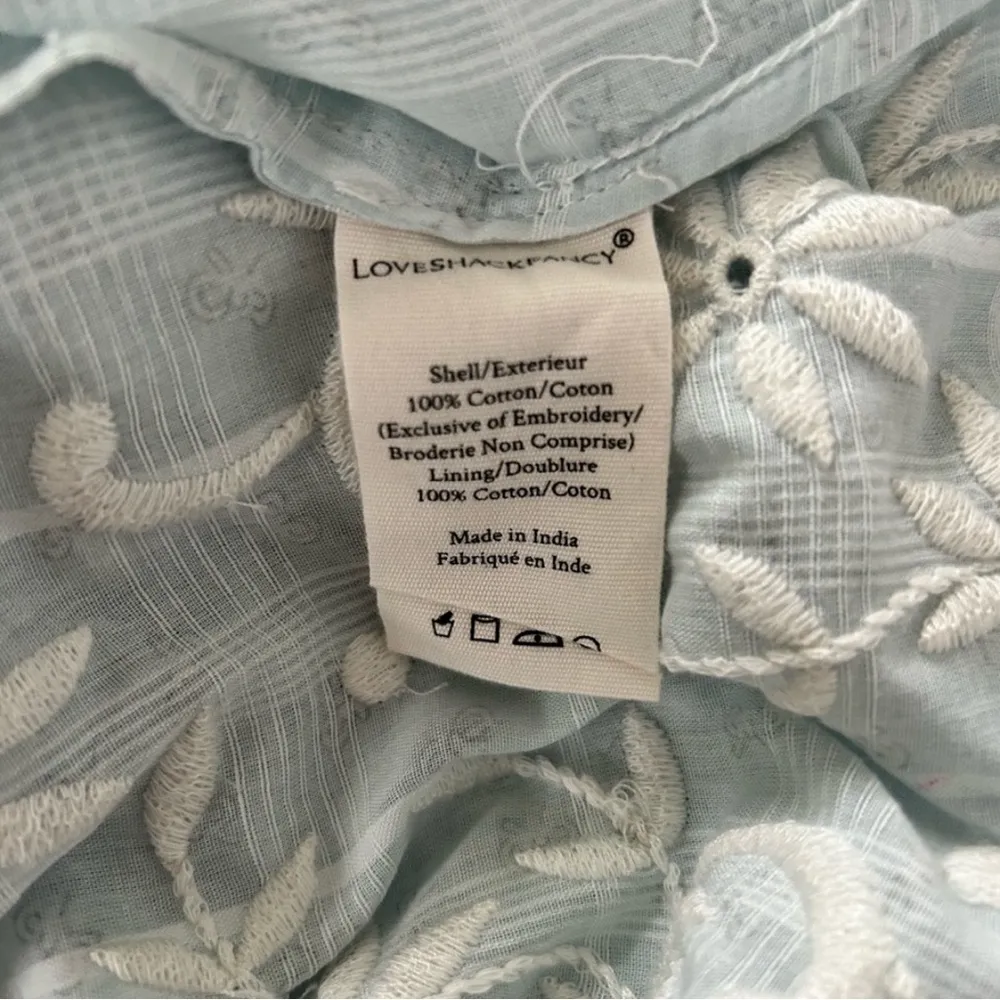 LOVESHACKFANCY®
Shell/Exterieur
100% Cotton/Coton
(Exclusive of Embroidery/
Broderie Non Comprise)
Lining/Doublure
100% Cotton/Coton
Made in India
Fabriqué en Inde